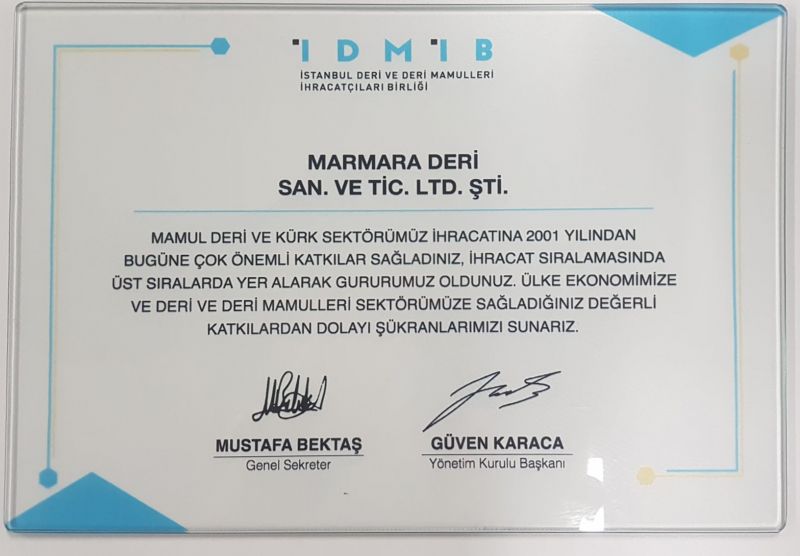 İDMİB
İSTANBUL DERİ VE DERİ MAMULLERİ
İHRACATÇILARI BİRLİĞİ
MARMARA DERİ
SAN. VE TİC. LTD. ŞTİ.
MAMUL DERİ VE KÜRK SEKTÖRÜMÜZ İHRACATINA 2001 YILINDAN
BUGÜNE ÇOK ÖNEMLİ KATKILAR SAĞLADINIZ, İHRACAT SIRALAMASINDA
ÜST SIRALARDA YER ALARAK GURURUMUZ OLDUNUZ. ÜLKE EKONOMİMİZE
VE DERİ VE DERİ MAMULLERİ SEKTÖRÜMÜZE SAĞLADIĞINIZ DEĞERLİ
KATKILARDAN DOLAYI ŞÜKRANLARIMIZI SUNARIZ.
MUSTAFA BEKTAŞ
Genel Sekreter
GÜVEN KARACA
Yönetim Kurulu Başkanı